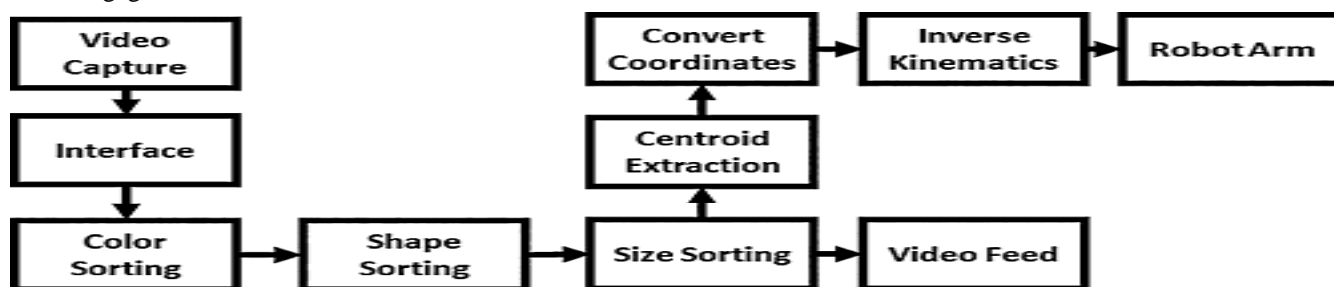 Video
Capture
Interface
Color
Sorting
Shape
Sorting
Size Sorting
Video Feed
Centroid
Extraction
Convert
Coordinates
Inverse
Kinematics
Robot Arm